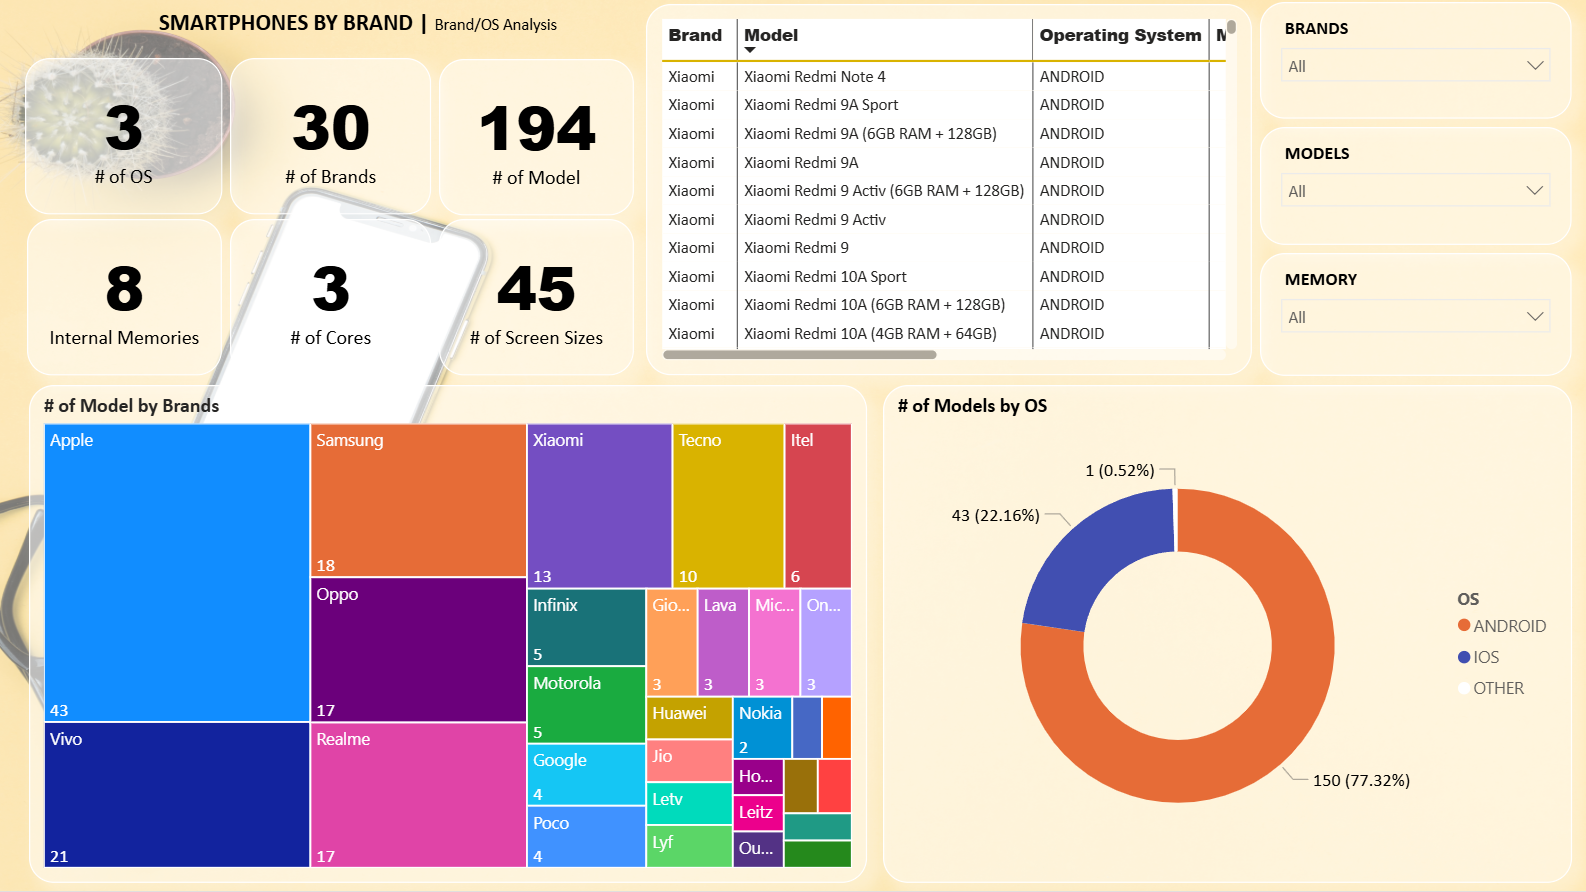 SMARTPHONES BY BRAND | Brand/OS Analysis
3
# of OS
30
# of Brands
194
# of Model
8
Internal Memories
3
# of Cores
45
# of Screen Sizes
Brand Model Operating System M
Xiaomi Xiaomi Redmi Note 4 ANDROID
Xiaomi Xiaomi Redmi 9A Sport ANDROID
Xiaomi Xiaomi Redmi 9A (6GB RAM + 128GB) ANDROID
Xiaomi Xiaomi Redmi 9A ANDROID
Xiaomi Xiaomi Redmi 9 Activ (6GB RAM + 128GB) ANDROID
Xiaomi Xiaomi Redmi 9 Activ ANDROID
Xiaomi Xiaomi Redmi 9 ANDROID
Xiaomi Xiaomi Redmi 10A Sport ANDROID
Xiaomi Xiaomi Redmi 10A (6GB RAM + 128GB) ANDROID
Xiaomi Xiaomi Redmi 10A (4GB RAM + 64GB) ANDROID
BRANDS
All
MODELS
All
MEMORY
All
# of Model by Brands
Apple
43
Vivo
21
Samsung
18
Oppo
17
Realme
17
Xiaomi
13
Tecno
10
Itel
6
Infinix
5
Motorola
5
Google
4
Poco
4
Gio...
3
Lava
3
Mic...
3
On...
3
Huawei
Jio
Letv
Lyf
Nokia
2
Ho...
Leitz
Ou...
# of Models by OS
1 (0.52%)
43 (22.16%)
150 (77.32%)
OS
ANDROID
IOS
OTHER